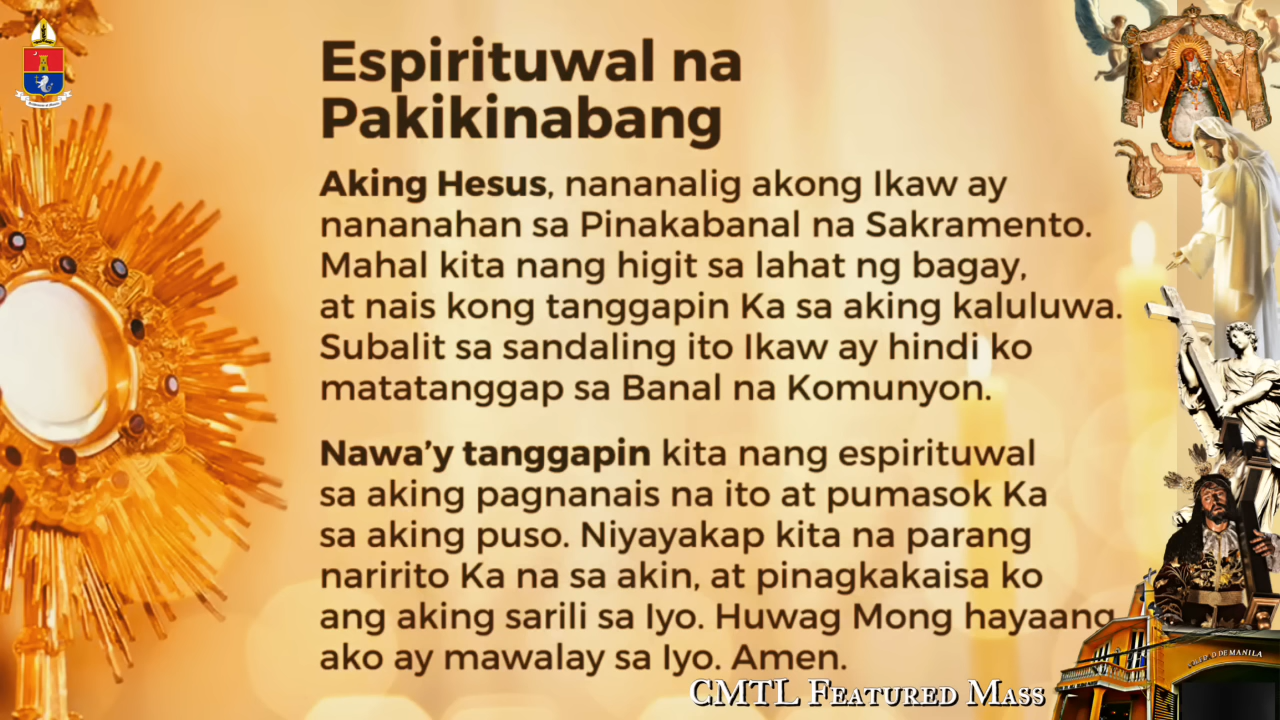 Espirituwal na
Pakikinabang
Aking Hesus, nananalig akong Ikaw ay
nananahan sa Pinakabanal na Sakramento.
Mahal kita nang higit sa lahat ng bagay,
at nais kong tanggapin Ka sa aking kaluluwa.
Subalit sa sandaling ito Ikaw ay hindi ko
matatanggap sa Banal na Komunyon.
Nawa’y tanggapin kita nang espirituwal
sa aking pagnanais na ito at pumasok Ka
sa aking puso. Niyayakap kita na parang
naririto Ka na sa akin, at pinagkakaisa ko
ang aking sarili sa Iyo. Huwag Mong hayaang
ako ay mawalay sa Iyo. Amen.
DE MANILA
CMTL Featured Mass